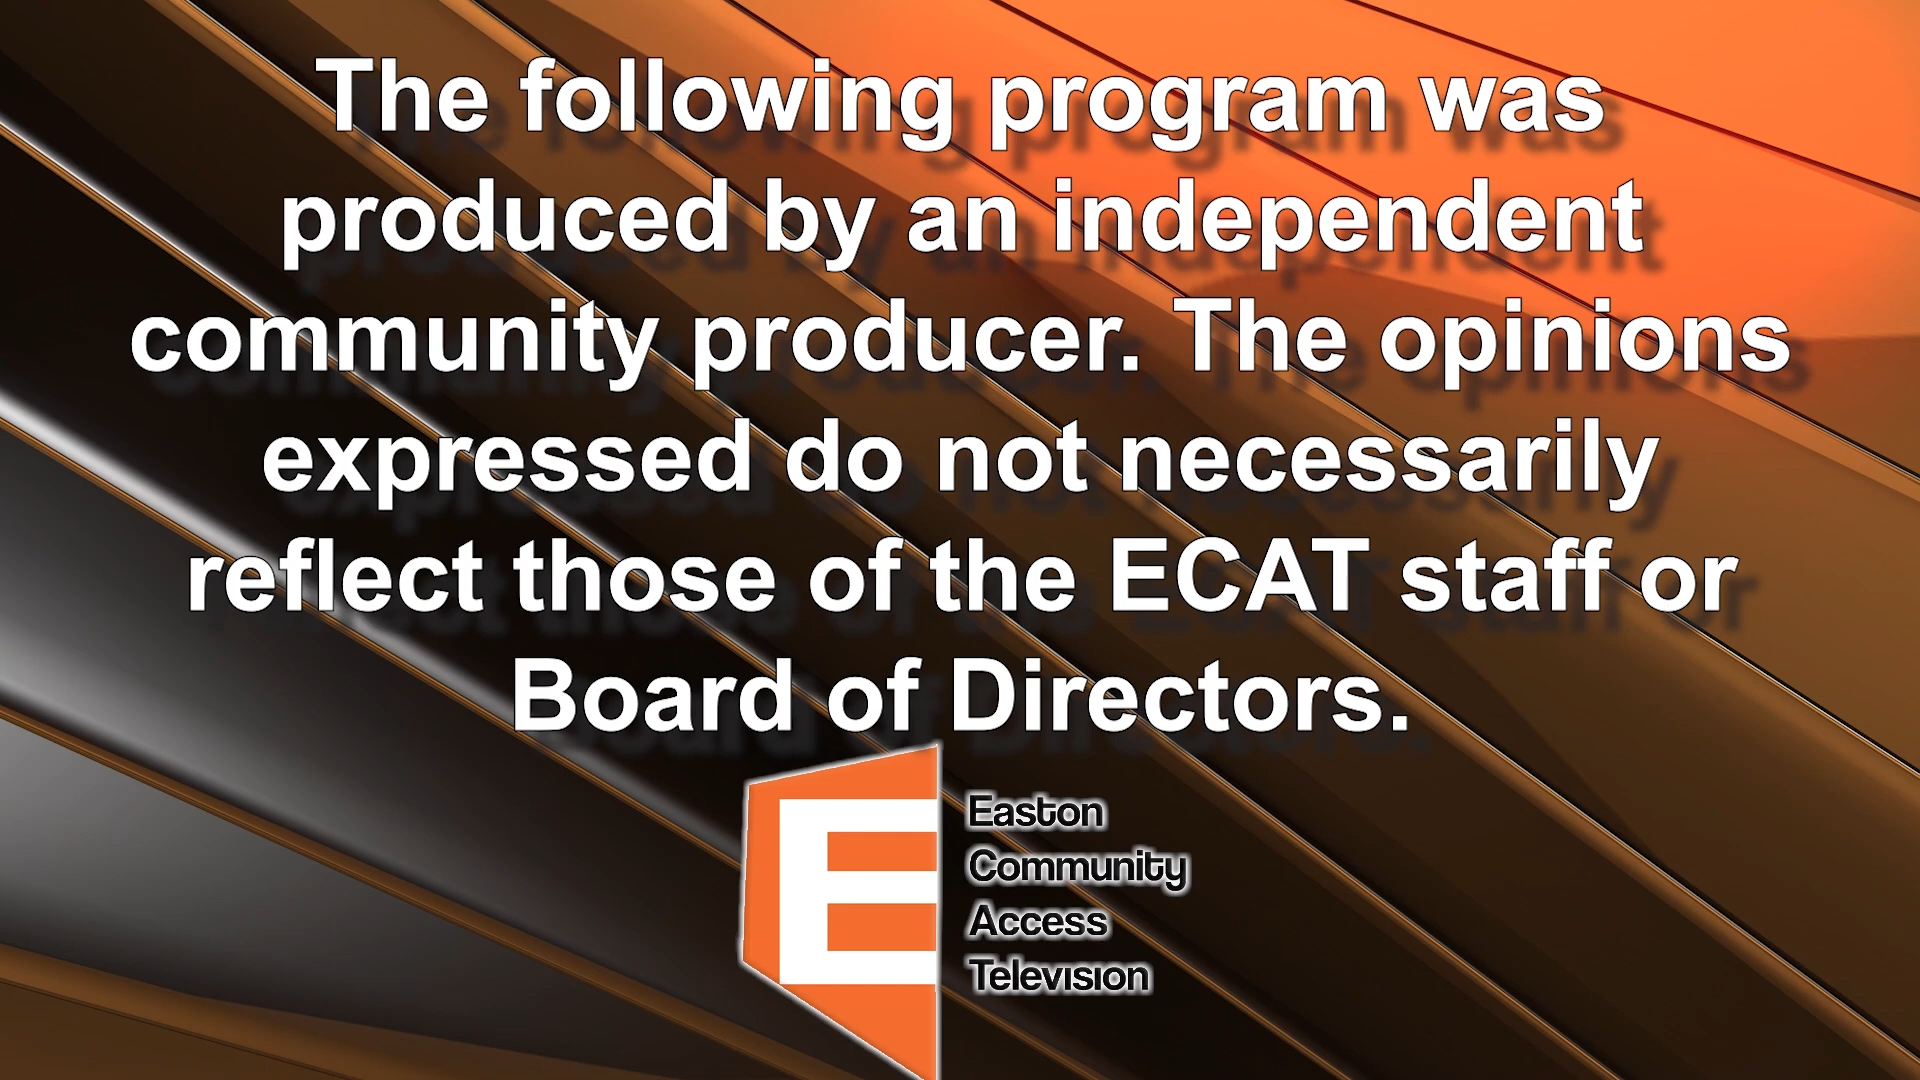 The following program was
produced by an independent
community producer. The opinions
expressed do not necessarily
reflect those of the ECAT staff or
Board of Directors.
E
Easton
Community
Access
Television